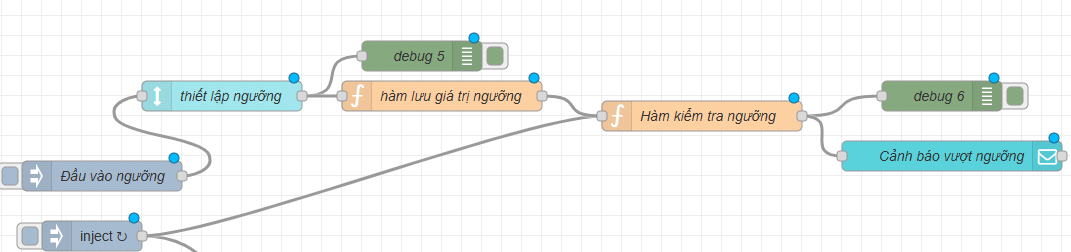 debug 5
thiết lập ngưỡng
hàm lưu giá trị ngưỡng
debug 6
Hàm kiểm tra ngưỡng
Cảnh báo vượt ngưỡng
Đầu vào ngưỡng
inject ↻